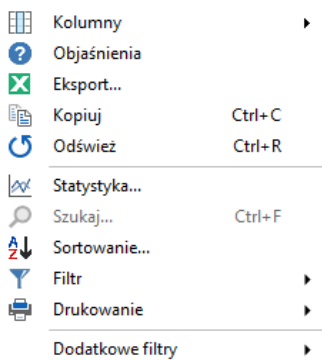 Kolumny
Objaśnienia
Eksport...
Kopiuj Ctrl+C
Odśwież Ctrl+R
Statystyka...
Szukaj... Ctrl+F
Sortowanie...
Filtr
Drukowanie
Dodatkowe filtry